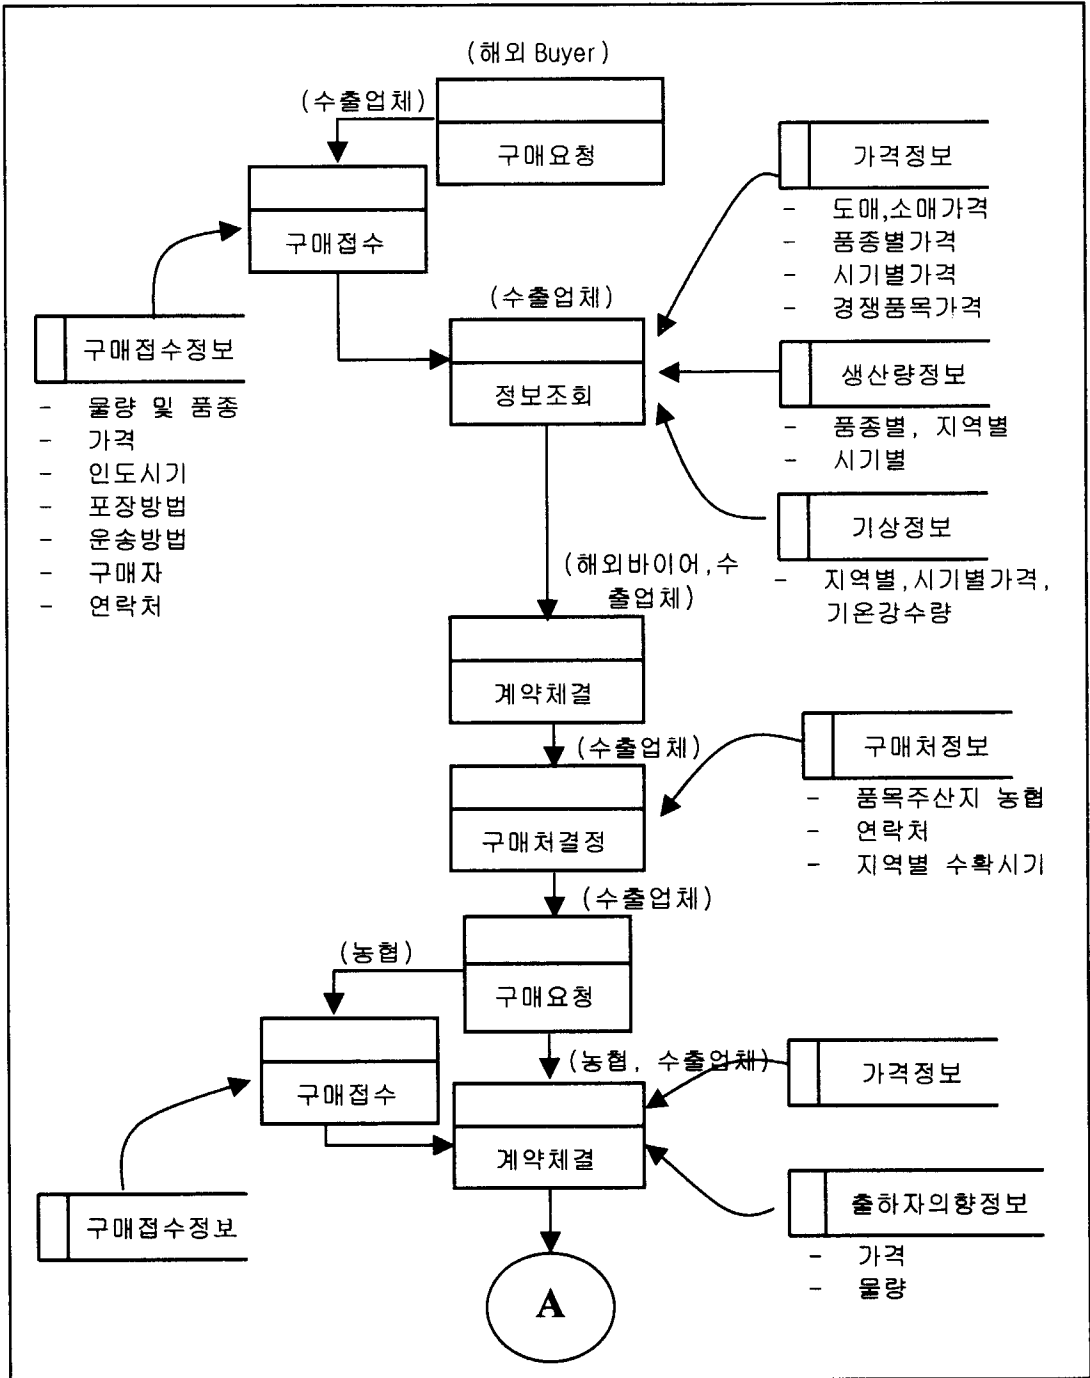 (해외 Buyer)
(수출업체)
구매요청
구매접수
가격정보
- 도매,소매가격
- 품종별가격
- 시기별가격
- 경쟁품목가격
구매접수정보
- 물량 및 품종
- 가격
- 인도시기
- 포장방법
- 운송방법
- 구매자
- 연락처
(수출업체)
정보조회
생산량정보
- 품종별, 지역별
- 시기별
기상정보
- 지역별,시기별가격,
기온강수량
(해외바이어,수
출업체)
계약체결
(수출업체)
구매처결정
구매처정보
- 품목주산지 농협
- 연락처
- 지역별 수확시기
(수출업체)
구매요청
(농협)
구매접수
(농협, 수출업체)
가격정보
계약체결
구매접수정보
출하자의향정보
- 가격
- 물량
A